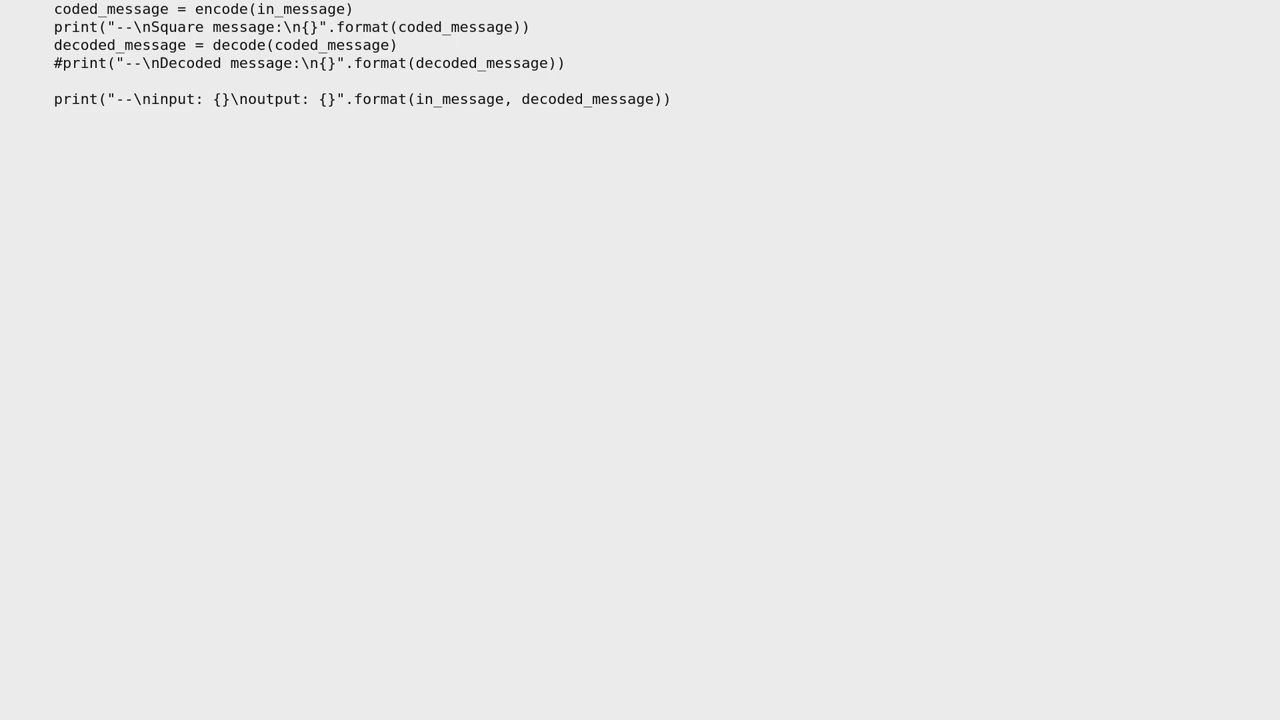 coded_message = encode(in_message)
print("--\nSquare message:\n{}".format(coded_message))
decoded_message = decode(coded_message)
#print("--\nDecoded message:\n{}".format(decoded_message))
print("--\ninput: {}\noutput: {}".format(in_message, decoded_message))